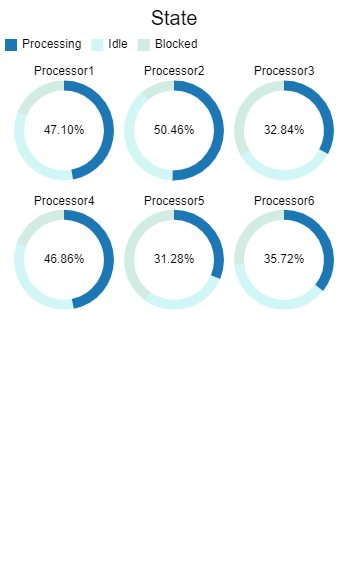 State
Processing Idle Blocked
Processor1 Processor2 Processor3
47.10% 50.46% 32.84%
Processor4 Processor5 Processor6
46.86% 31.28% 35.72%